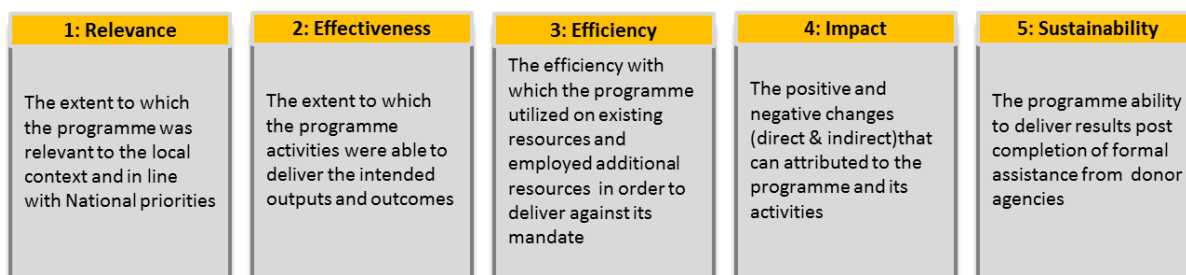 1: Relevance
The extent to which
the programme was
relevant to the local
context and in line
with National priorities
2: Effectiveness
The extent to which
the programme
activities were able to
deliver the intended
outputs and outcomes
3: Efficiency
The efficiency with
which the programme
utilized on existing
resources and
employed additional
resources in order to
deliver against its
mandate
4: Impact
The positive and
negative changes
(direct & indirect)that
can attributed to the
programme and its
activities
5: Sustainability
The programme ability
to deliver results post
completion of formal
assistance from donor
agencies